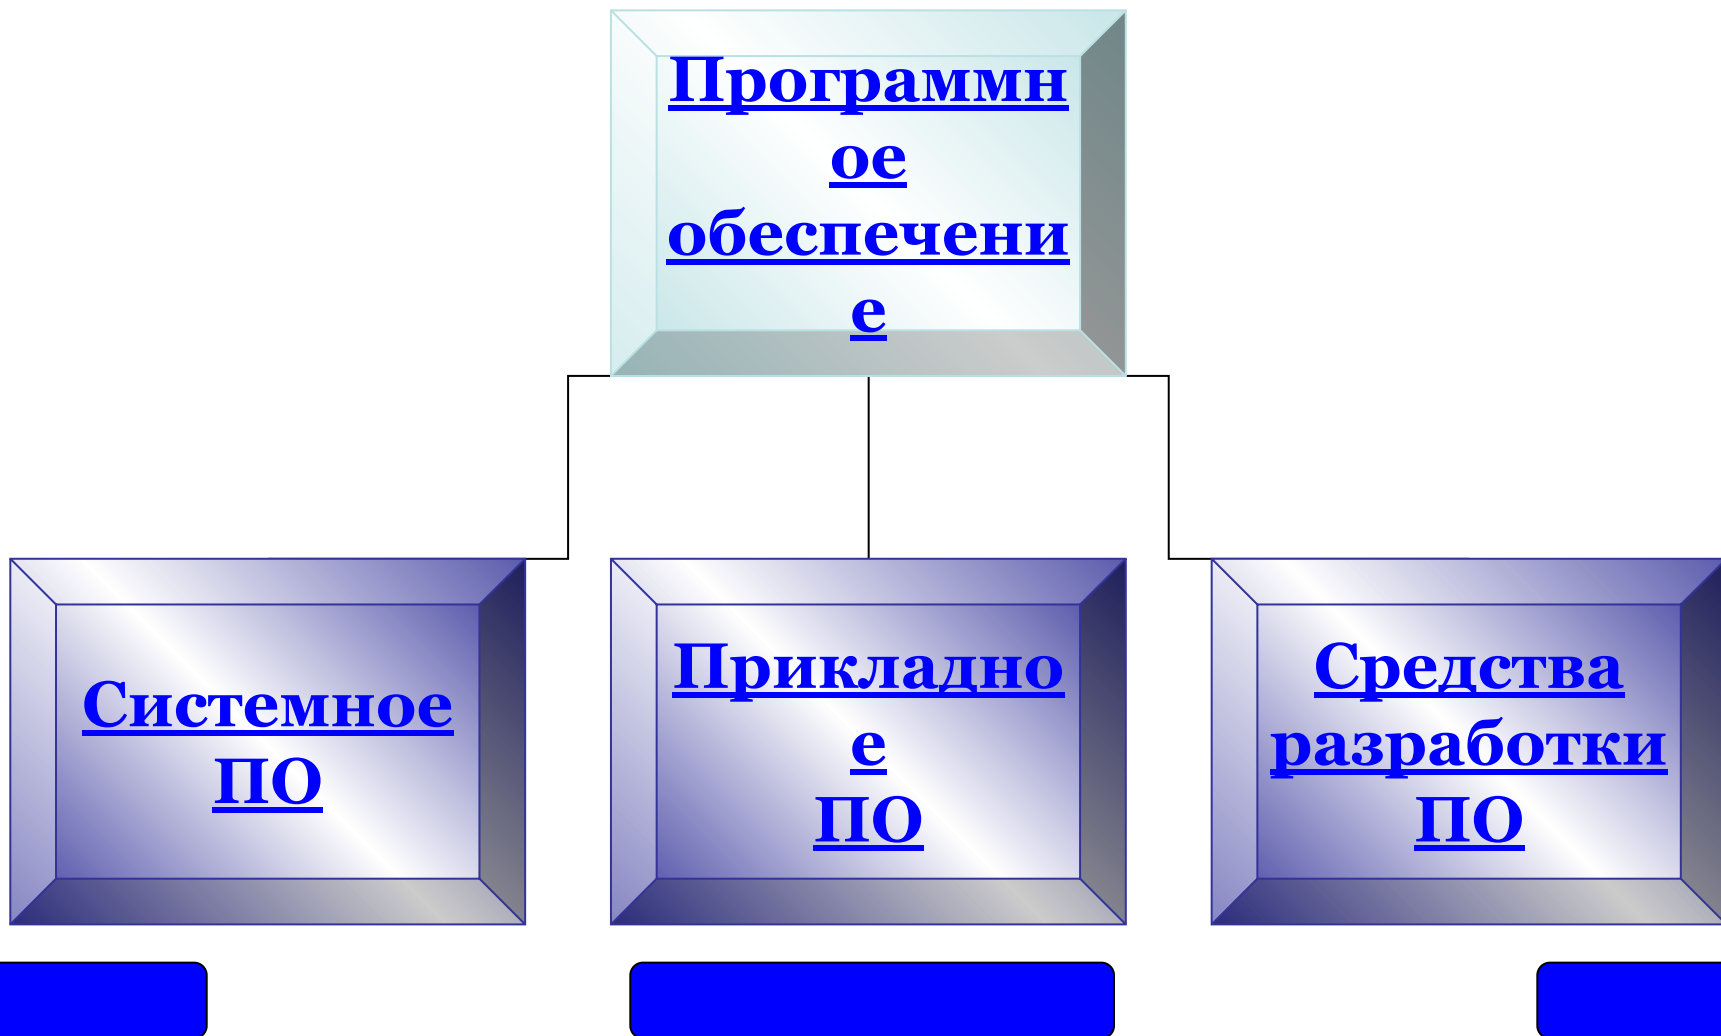 Программн
ое
обеспечени
е
Системное
ПО
Прикладно
е
ПО
Средства
разработки
ПО